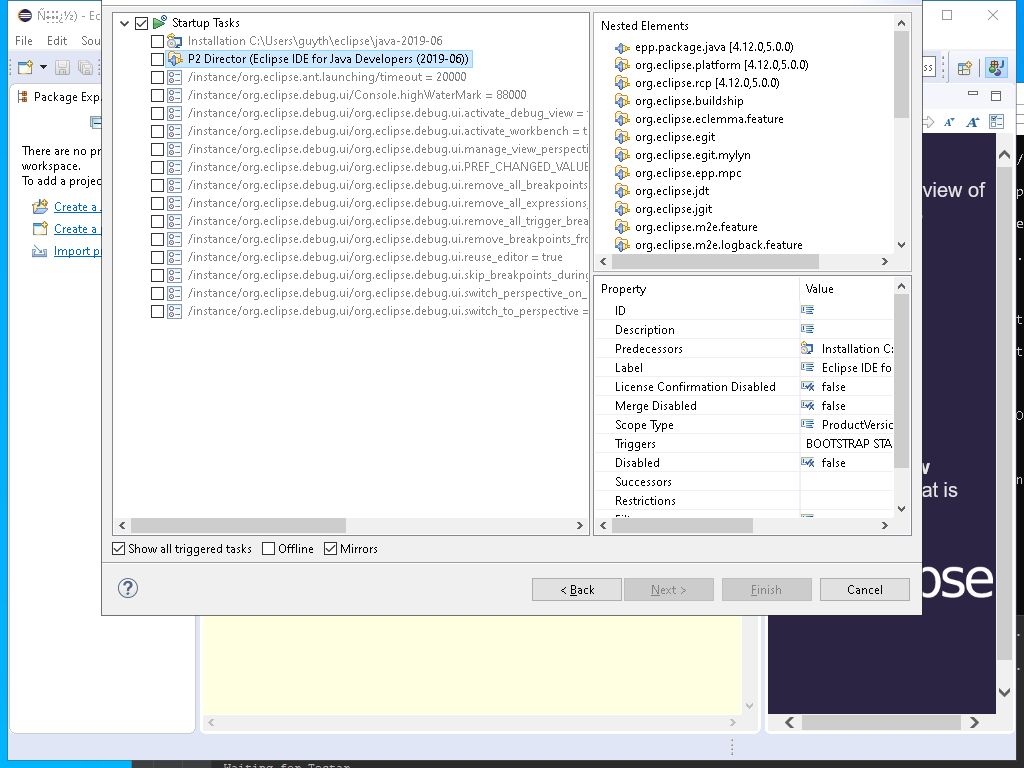 Ec
File Edit Sou
Package Exp
There are no pr
workspace.
To add a projec
Create a
Create a
Import p
Startup Tasks
Installation C:\Users\guyth\eclipse\java-2019-06
P2 Director (Eclipse IDE for Java Developers (2019-06))
/instance/org.eclipse.ant.launching/timeout = 20000
/instance/org.eclipse.debug.ui/Console.highWaterMark = 88000
/instance/org.eclipse.debug.ui/org.eclipse.debug.ui.activate_debug_view =
/instance/org.eclipse.debug.ui/org.eclipse.debug.ui.activate_workbench = t
/instance/org.eclipse.debug.ui/org.eclipse.debug.ui.manage_view_perspecti
/instance/org.eclipse.debug.ui/org.eclipse.debug.ui.PREF_CHANGED_VALUE
/instance/org.eclipse.debug.ui/org.eclipse.debug.ui.remove_all_breakpoints
/instance/org.eclipse.debug.ui/org.eclipse.debug.ui.remove_all_expressions
/instance/org.eclipse.debug.ui/org.eclipse.debug.ui.remove_all_trigger_brea
/instance/org.eclipse.debug.ui/org.eclipse.debug.ui.remove_breakpoints_fro
/instance/org.eclipse.debug.ui/org.eclipse.debug.ui.reuse_editor = true
/instance/org.eclipse.debug.ui/org.eclipse.debug.ui.skip_breakpoints_during
/instance/org.eclipse.debug.ui/org.eclipse.debug.ui.switch_perspective_on_
/instance/org.eclipse.debug.ui/org.eclipse.debug.ui.switch_to_perspective =
Nested Elements
epp.package.java [4.12.0,5.0.0)
org.eclipse.platform [4.12.0,5.0.0)
org.eclipse.rcp [4.12.0,5.0.0)
org.eclipse.buildship
org.eclipse.eclemma.feature
org.eclipse.egit
org.eclipse.egit.mylyn
org.eclipse.epp.mpc
org.eclipse.jdt
org.eclipse.jgit
org.eclipse.m2e.feature
org.eclipse.m2e.logback.feature
Property Value
ID
Description
Predecessors Installation C:
Label Eclipse IDE fo
License Confirmation Disabled false
Merge Disabled false
Scope Type ProductVersic
Triggers BOOTSTRAP STA
Disabled false
Successors
Restrictions
Show all triggered tasks Offline Mirrors
< Back Next > Finish Cancel
view of
w
at is
pse
Waiting for Testar